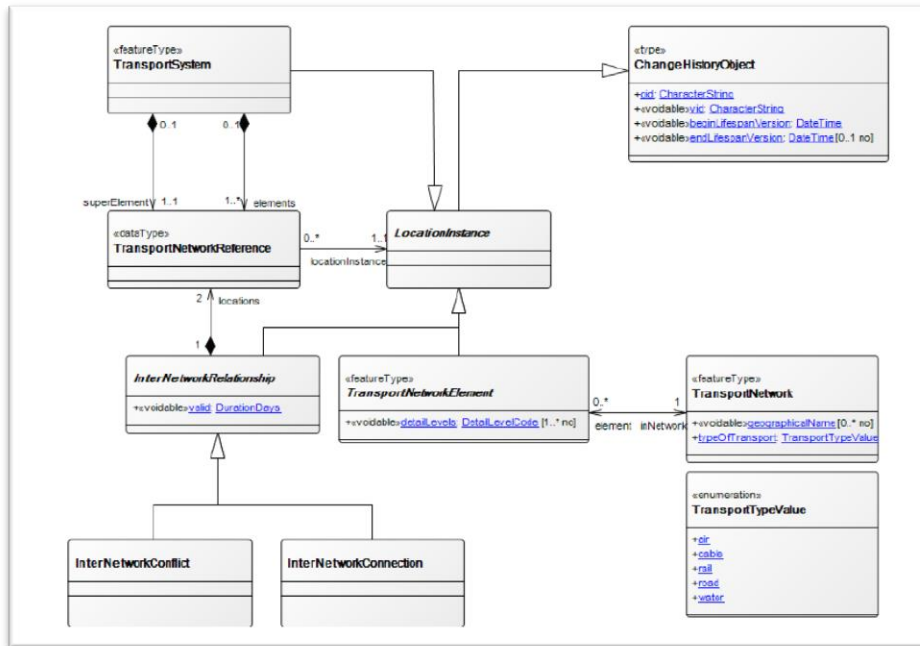 «featureType»
TransportSystem
«type»
ChangeHistoryObject
+oid: CharacterString
+«voidable»vid: CharacterString
+«voidable»beginLifespanVersion: DateTime
+«voidable»endLifespanVersion: DateTime[0..1 no]
0..1
0..1
superElement
1..1
1..*
elements
«dataType»
TransportNetworkReference
0..*
1..1
locationInstance
LocationInstance
2
locations
1
InterNetworkRelationship
+«voidable»valid: DurationDays
«featureType»
TransportNetworkElement
+«voidable»detailLevels: DetailLevelCode [1..* no]
0..*
1
element
inNetwork
«featureType»
TransportNetwork
+«voidable»geographicalName[0..* no]
+typeOfTransport: TransportTypeValue
«enumeration»
TransportTypeValue
+air
+cable
+rail
+road
+water
InterNetworkConflict
InterNetworkConnection